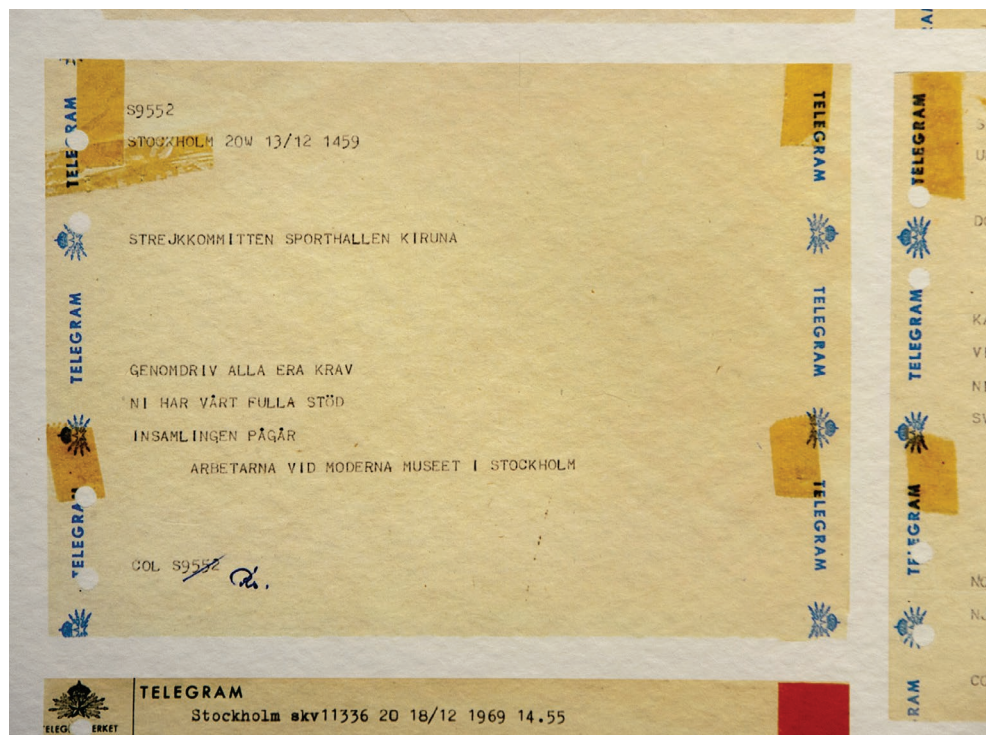 TELEGRAM
S9552
STOCKHOLM 20W 13/12 1459
STREJKKOMMITTEN SPORTHALLEN KIRUNA
GENOMDRIV ALLA ERA KRAV
NI HAR VÅRT FULLA STÖD
INSAMLINGEN PÅGÅR
ARBETARNA VID MODERNA MUSEET I STOCKHOLM
COL S9552
TELEGRAM
TELEGRAM
TELEGRAM
TELEGRAM
TELEGRAM
TELEGRAM
TELEGRAM
TELEGRAM
Stockholm skv11336 20 18/12 1969 14.55